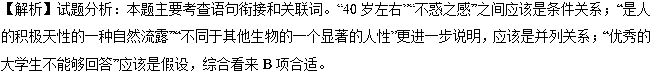 【解析】试题分析：本题主要考查语句衔接和关联词。“40 岁左右”“不惑之感”之间应该是条件关系；“是人
的积极天性的一种自然流露”“不同于其他生物的一个显著的人性”更进一步说明，应该是并列关系；“优秀的
大学生不能够回答”应该是假设，综合看来 B 项合适。